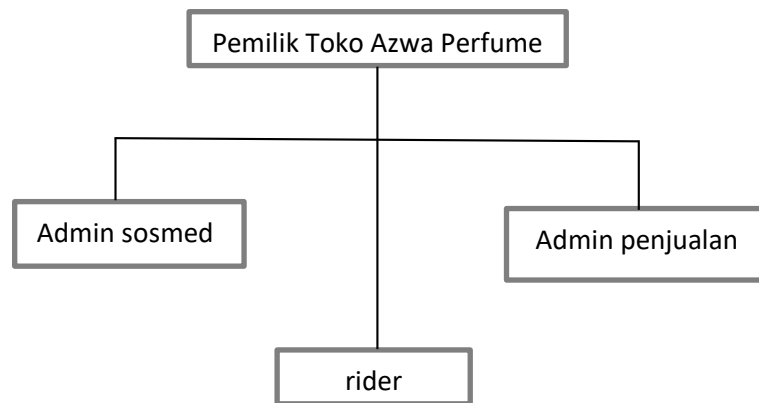 Pemilik Toko Azwa Perfume
Admin sosmed
Admin penjualan
rider